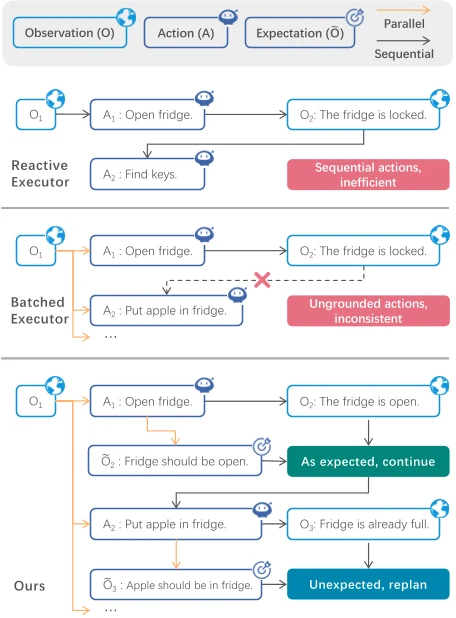 Observation (O)
Action (A)
Expectation (Õ)
Parallel
Sequential
O₁
A₁ : Open fridge.
O₂: The fridge is locked.
Reactive
Executor
A₂ : Find keys.
Sequential actions,
inefficient
O₁
A₁ : Open fridge.
O₂: The fridge is locked.
Batched
Executor
A₂ : Put apple in fridge.
Ungrounded actions,
inconsistent
...
O₁
A₁ : Open fridge.
O₂: The fridge is open.
Õ₂ : Fridge should be open.
As expected, continue
A₂ : Put apple in fridge.
O₃: Fridge is already full.
Ours
Õ₃ : Apple should be in fridge.
Unexpected, replan
...